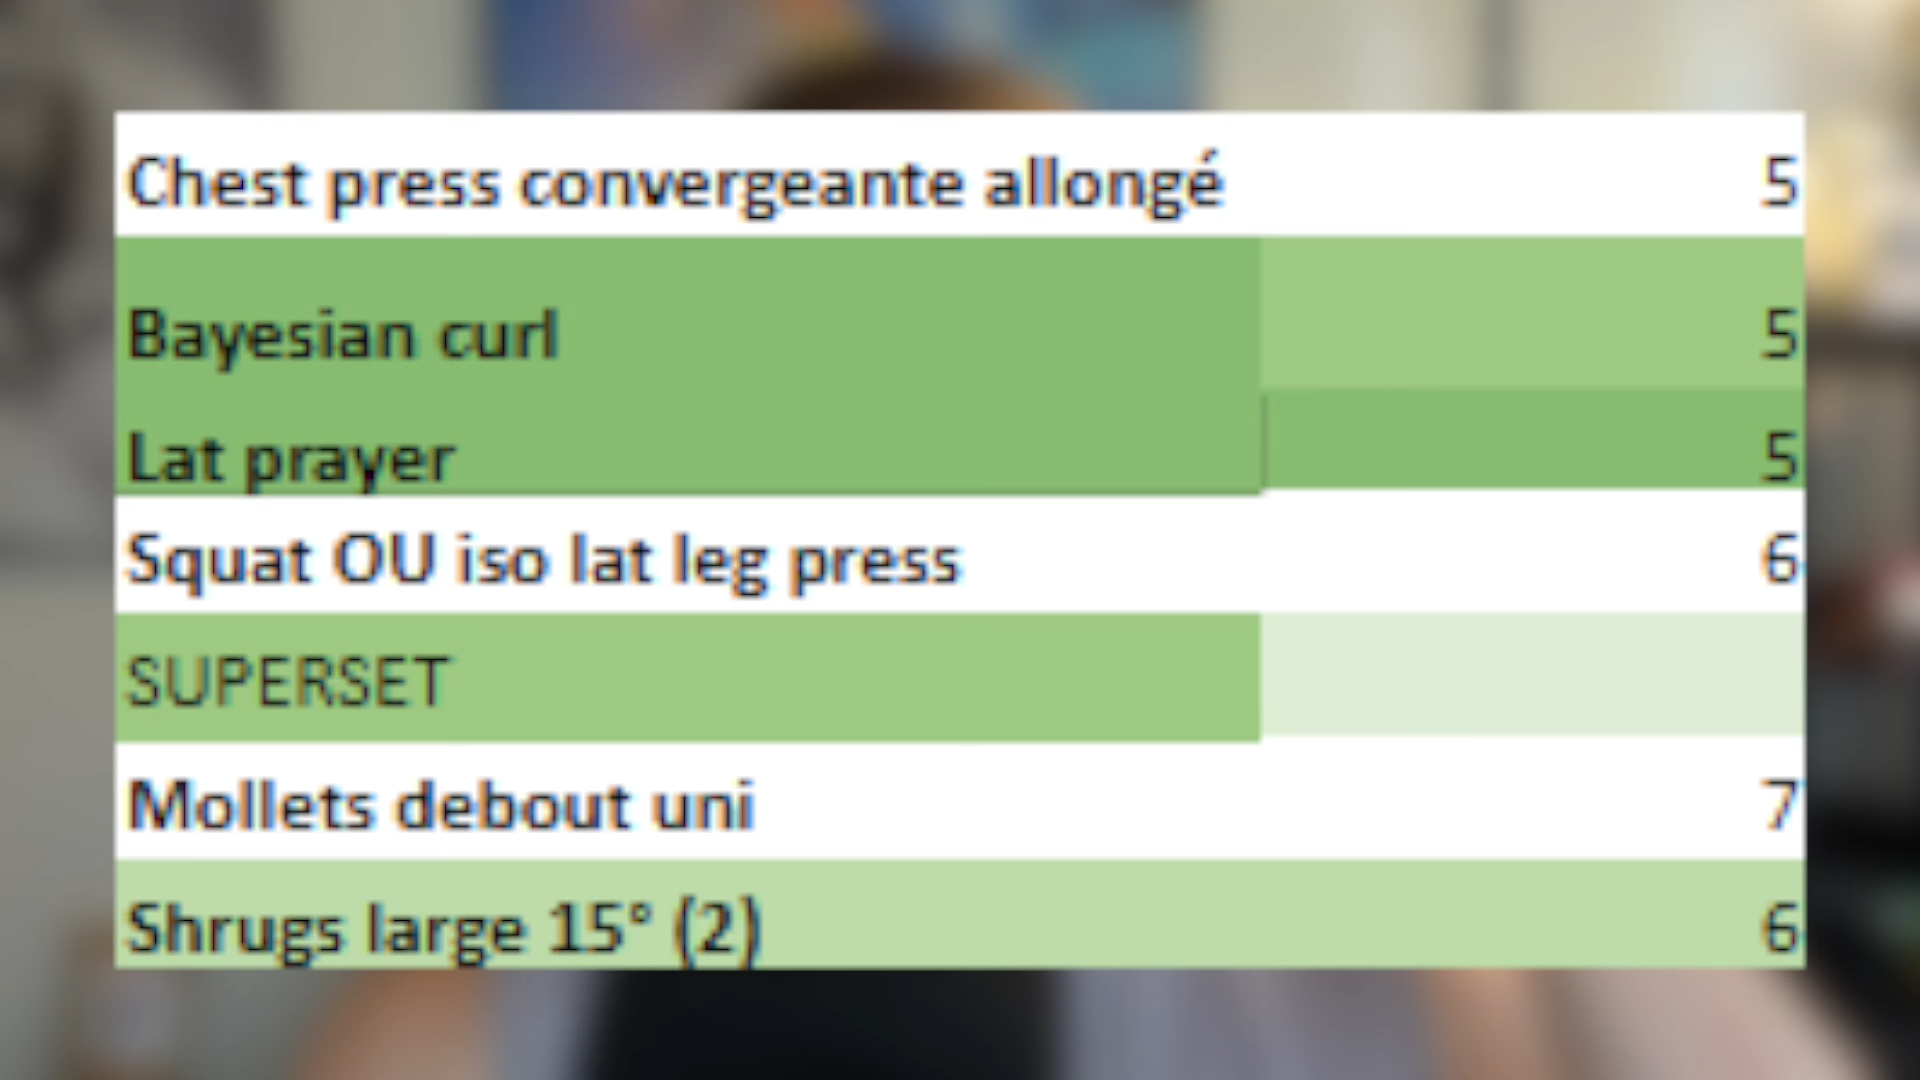 Chest press convergeante allongé 5
Bayesian curl 5
Lat prayer 5
Squat OU iso lat leg press 6
SUPERSET
Mollets debout uni 7
Shrugs large 15° (2) 6